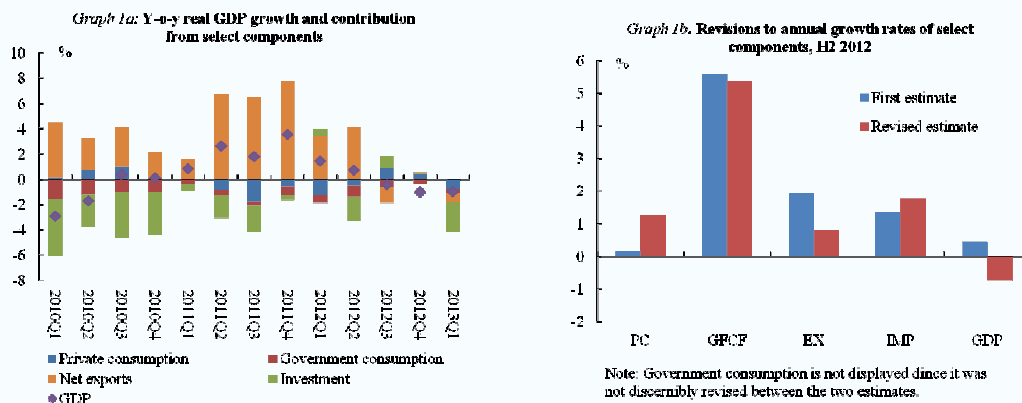 Graph 1a: Y-o-y real GDP growth and contribution
from select components
%
10
8
6
4
2
0
-2
-4
-6
-8
2010Q1
2010Q2
2010Q3
2010Q4
2011Q1
2011Q2
2011Q3
2011Q4
2012Q1
2012Q2
2012Q3
2012Q4
2013Q1
Private consumption
Government consumption
Net exports
Investment
GDP
Graph 1b. Revisions to annual growth rates of select
components, H2 2012
%
6
5
4
3
2
1
0
-1
-2
First estimate
Revised estimate
PC
GFCF
EX
IMP
GDP
Note: Government consumption is not displayed dince it was
not discernibly revised between the two estimates.